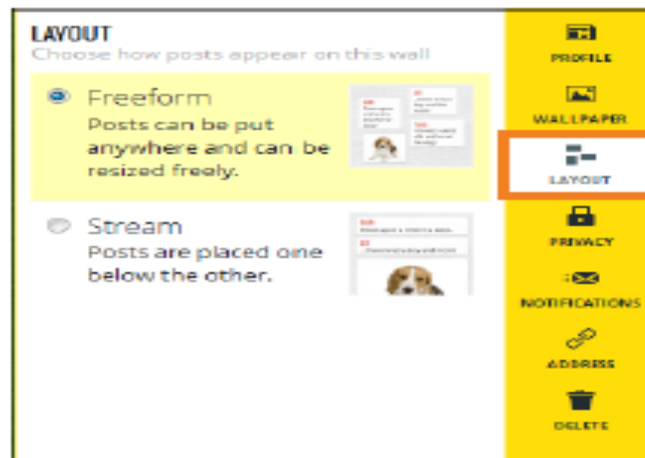 LAYOUT
Choose how posts appear on this wall
Freeform
Posts can be put
anywhere and can be
resized freely.
Stream
Posts are placed one
below the other.
PROFILE
WALLPAPER
LAYOUT
PRIVACY
NOTIFICATIONS
ADDRESS
DELETE